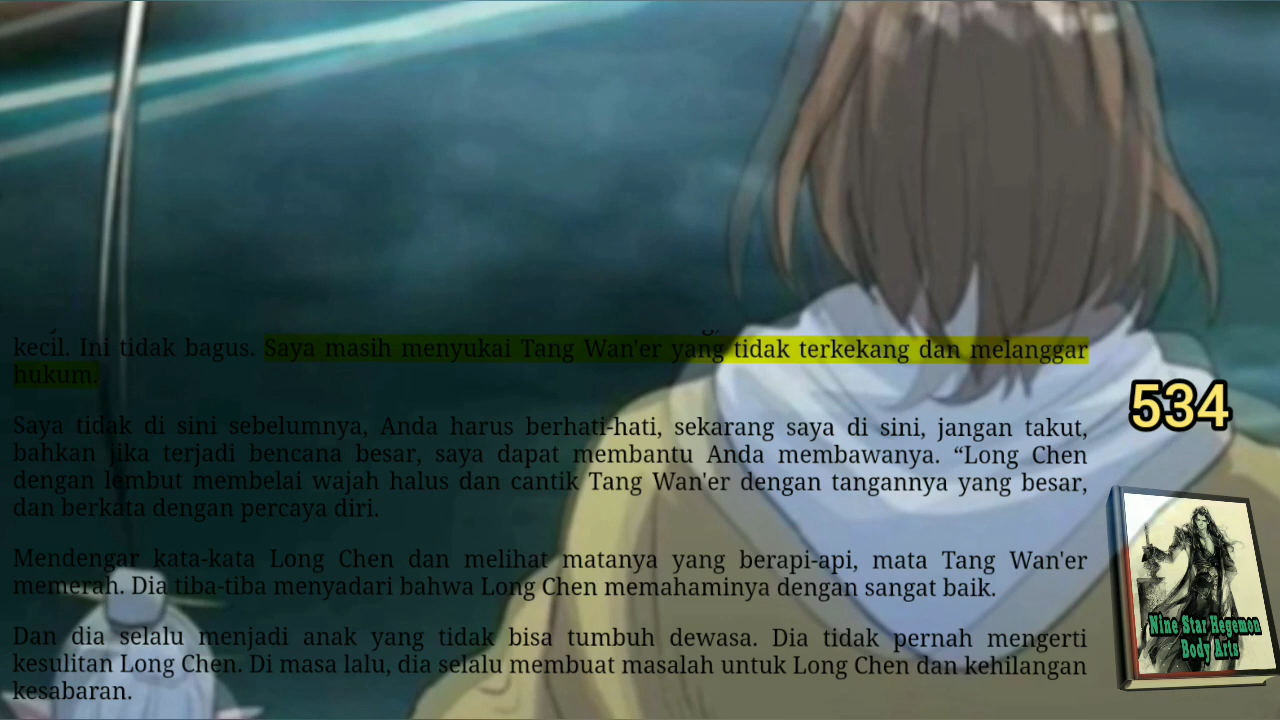 kecil. Ini tidak bagus. Saya masih menyukai Tang Wan'er yang tidak terkekang dan melanggar
hukum.
Saya tidak di sini sebelumnya, Anda harus berhati-hati, sekarang saya di sini, jangan takut,
bahkan jika terjadi bencana besar, saya dapat membantu Anda membawanya. “Long Chen
dengan lembut membelai wajah halus dan cantik Tang Wan'er dengan tangannya yang besar,
dan berkata dengan percaya diri.
Mendengar kata-kata Long Chen dan melihat matanya yang berapi-api, mata Tang Wan'er
memerah. Dia tiba-tiba menyadari bahwa Long Chen memahaminya dengan sangat baik.
Dan dia selalu menjadi anak yang tidak bisa tumbuh dewasa. Dia tidak pernah mengerti
kesulitan Long Chen. Di masa lalu, dia selalu membuat masalah untuk Long Chen dan kehilangan
kesabaran.
534
Nine Star Hegemon
Body Arts